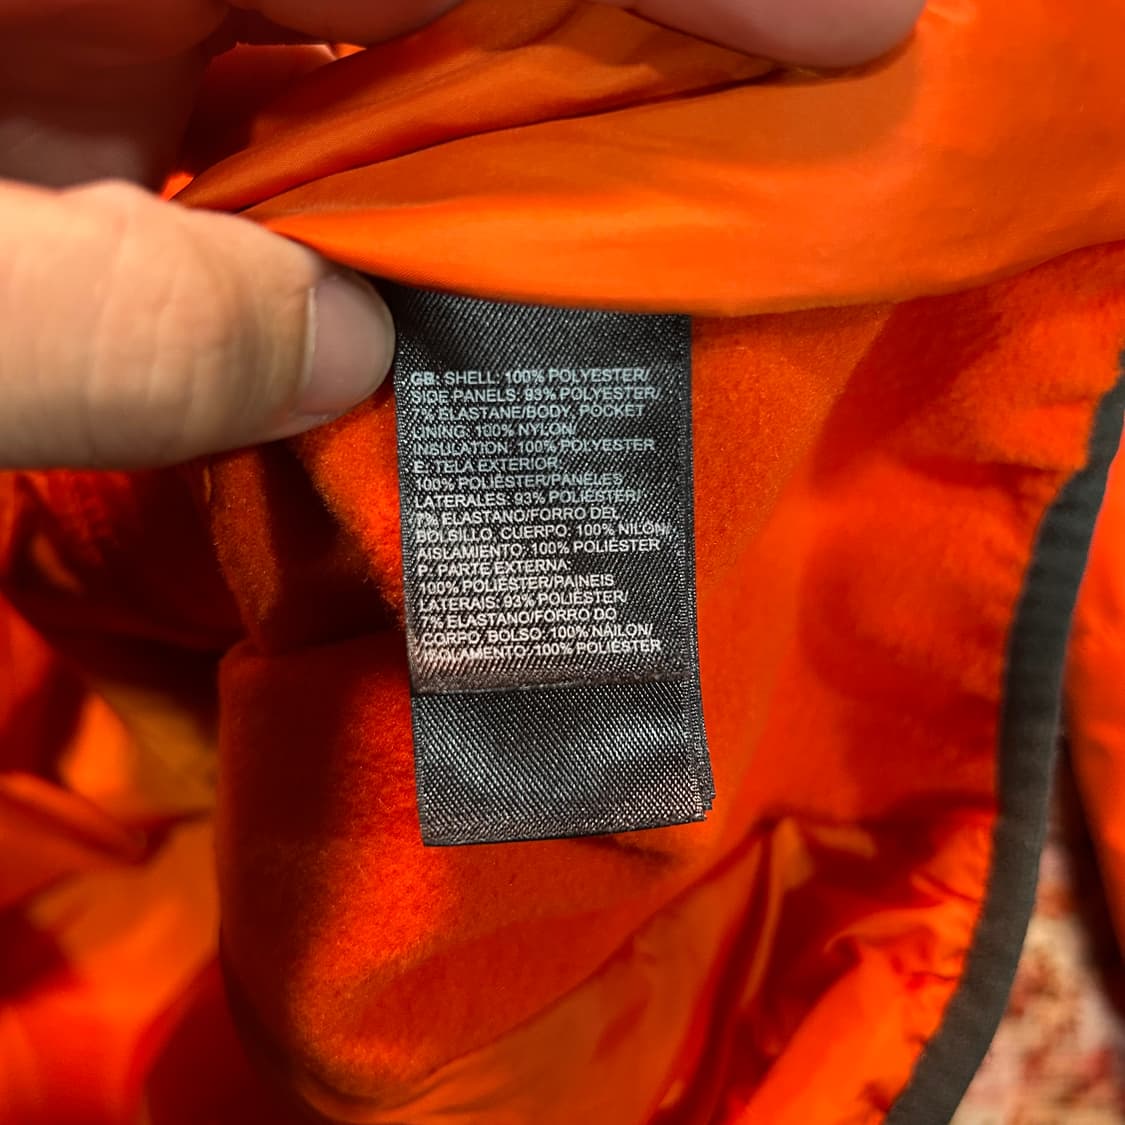 GB: SHELL: 100% POLYESTER/
SIDE PANELS: 93% POLYESTER/
7% ELASTANE/BODY, POCKET
LINING: 100% NYLON/
INSULATION: 100% POLYESTER
E: TELA EXTERIOR:
100% POLIÉSTER/PANELES
LATERALES: 93% POLIÉSTER/
7% ELASTANO/FORRO DEL
BOLSILLO, CUERPO: 100% NILÓN/
AISLAMIENTO: 100% POLIÉSTER
P: PARTE EXTERNA:
100% POLIÉSTER/PAINEIS
LATERAIS: 93% POLIÉSTER/
7% ELASTANO/FORRO DO
CORPO, BOLSO: 100% NÁILON/
ISOLAMENTO: 100% POLIÉSTER